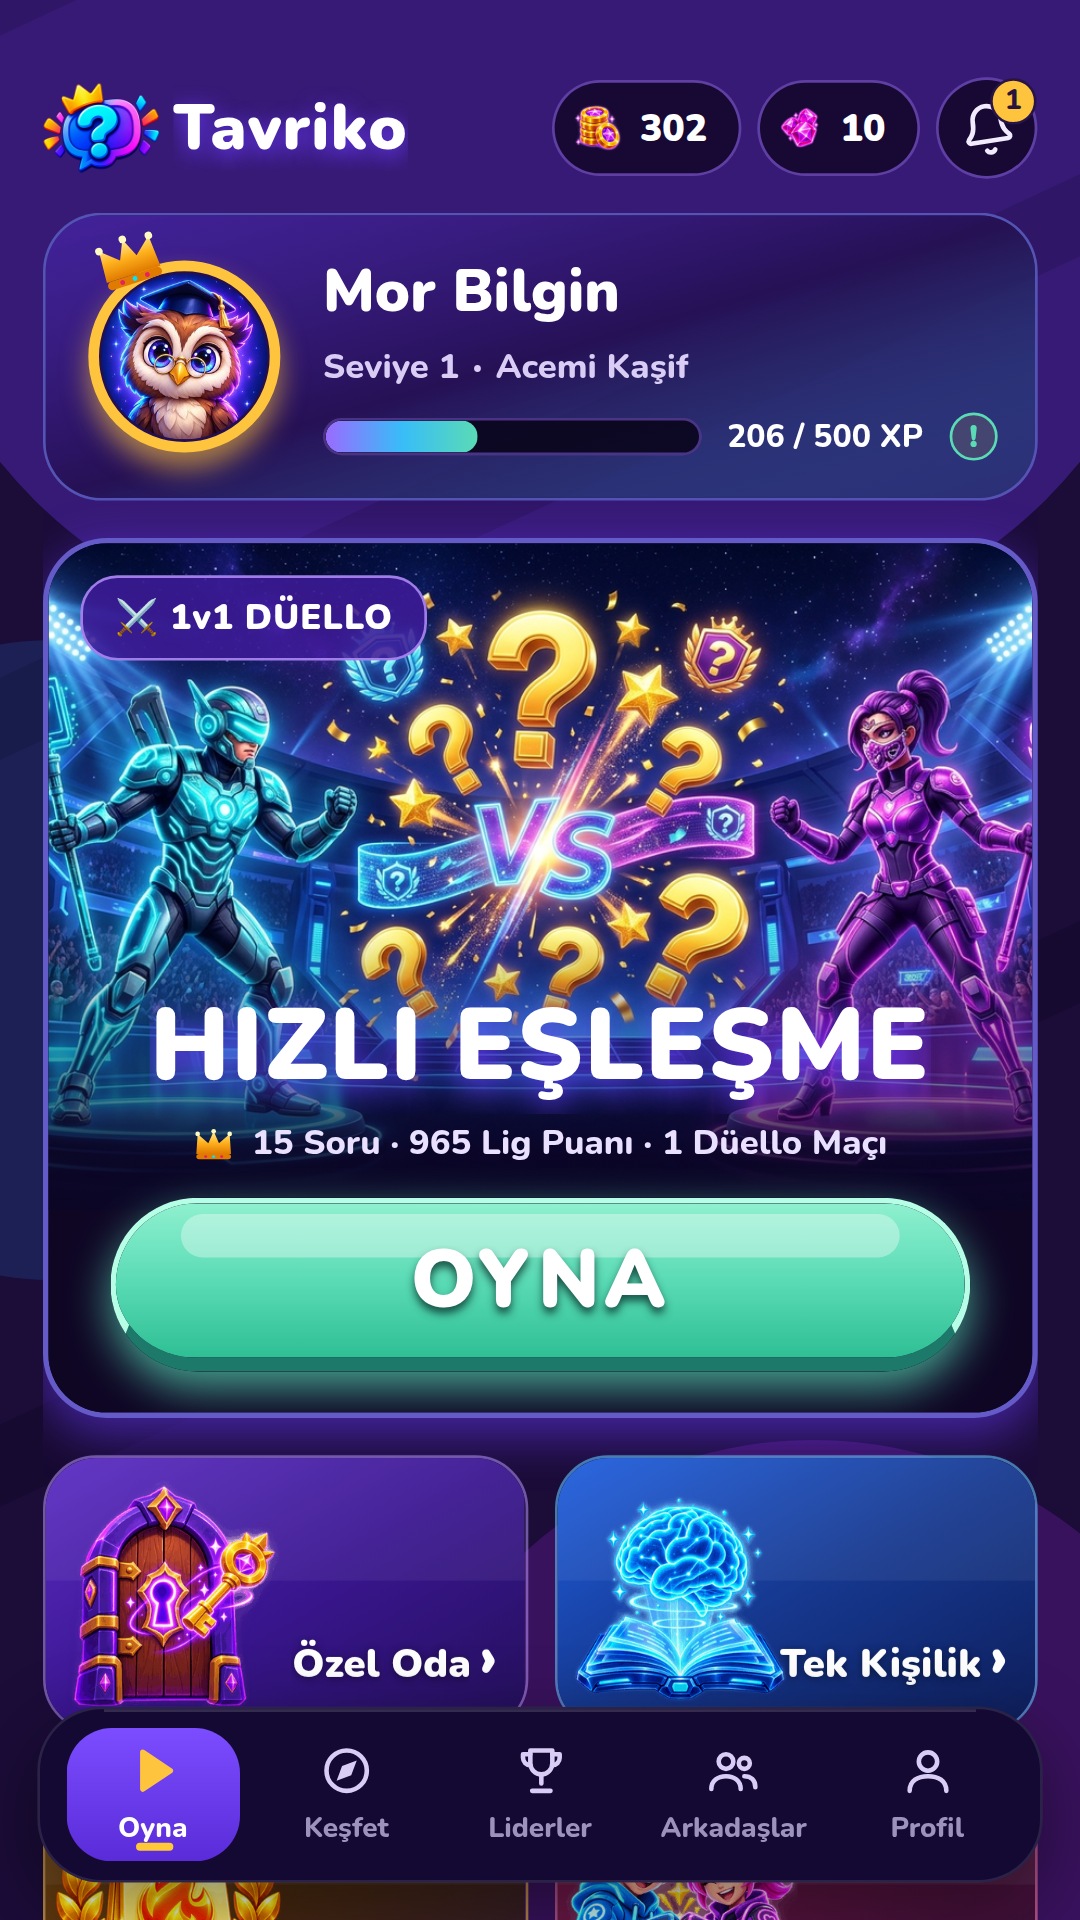 Tavriko
302
10
1
Mor Bilgin
Seviye 1 · Acemi Kaşif
206 / 500 XP
!
⚔️ 1v1 DÜELLO
VS
HIZLI EŞLEŞME
15 Soru · 965 Lig Puanı · 1 Düello Maçı
OYNA
Özel Oda ›
Tek Kişilik ›
Oyna
Keşfet
Liderler
Arkadaşlar
Profil